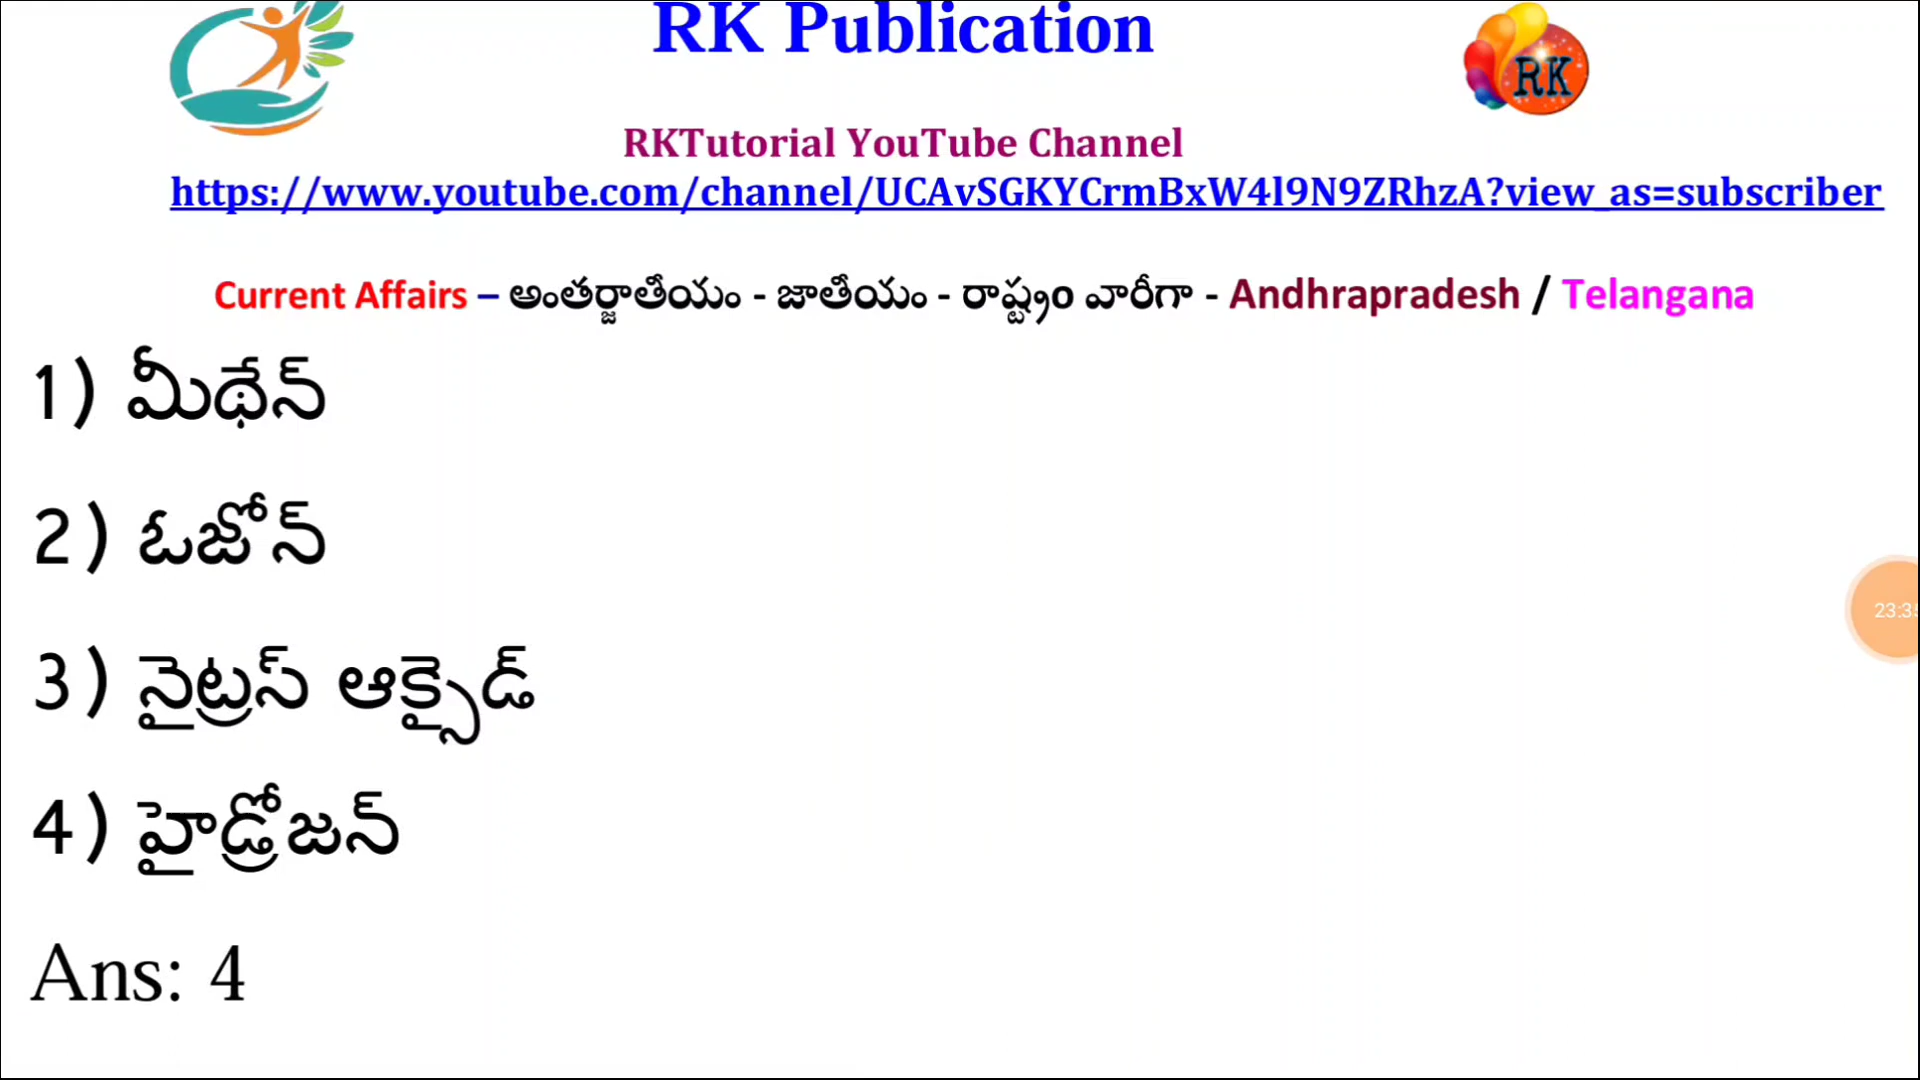 RK Publication
RK
RKTutorial YouTube Channel
https://www.youtube.com/channel/UCAvSGKYCrmBxW4l9N9ZRhzA?view_as=subscriber
Current Affairs – అంతర్జాతీయం - జాతీయం - రాష్ట్రం వారీగా - Andhrapradesh / Telangana
1) మీథేన్
2) ఓజోన్
3) నైట్రస్ ఆక్సైడ్
4) హైడ్రోజన్
Ans: 4